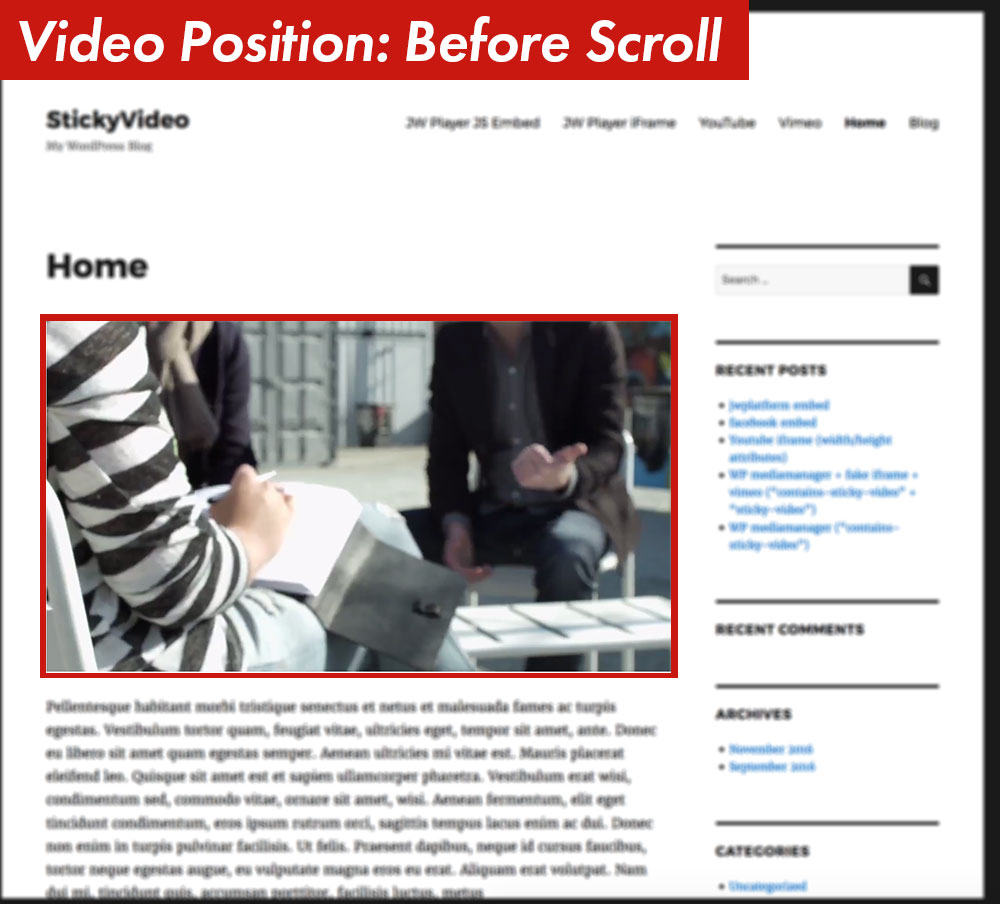 Video Position: Before Scroll
StickyVideo
My WordPress Blog
JW Player JS Embed JW Player iFrame YouTube Vimeo Home Blog
Home
Search …
RECENT POSTS
jwplatform embed
facebook embed
Youtube iframe (width/height
attributes)
WP mediamanager + fake iframe +
vimeo ("contains-sticky-video" +
"sticky-video")
WP mediamanager ("contains-
sticky-video")
RECENT COMMENTS
ARCHIVES
November 2016
September 2016
CATEGORIES
Uncategorized
Pellentesque habitant morbi tristique senectus et netus et malesuada fames ac turpis
egestas. Vestibulum tortor quam, feugiat vitae, ultricies eget, tempor sit amet, ante. Donec
eu libero sit amet quam egestas semper. Aenean ultricies mi vitae est. Mauris placerat
eleifend leo. Quisque sit amet est et sapien ullamcorper pharetra. Vestibulum erat wisi,
condimentum sed, commodo vitae, ornare sit amet, wisi. Aenean fermentum, elit eget
tincidunt condimentum, eros ipsum rutrum orci, sagittis tempus lacus enim ac dui. Donec
non enim in turpis pulvinar facilisis. Ut felis. Praesent dapibus, neque id cursus faucibus,
tortor neque egestas augue, eu vulputate magna eros eu erat. Aliquam erat volutpat. Nam
dui mi, tincidunt quis, accumsan porttitor, facilisis luctus, metus